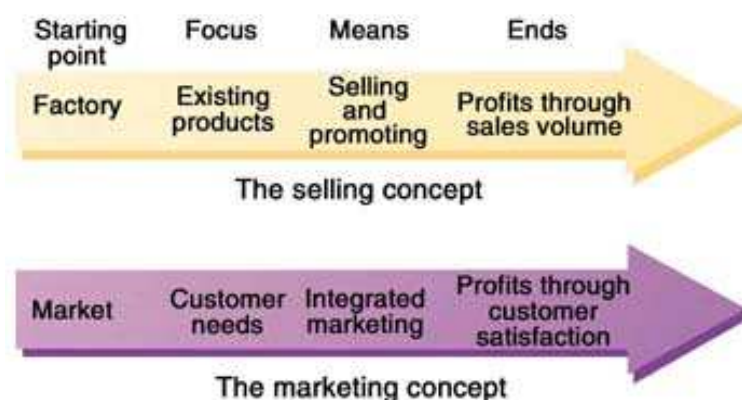 Starting point Focus Means Ends
Factory Existing products Selling and promoting Profits through sales volume
The selling concept
Market Customer needs Integrated marketing Profits through customer satisfaction
The marketing concept